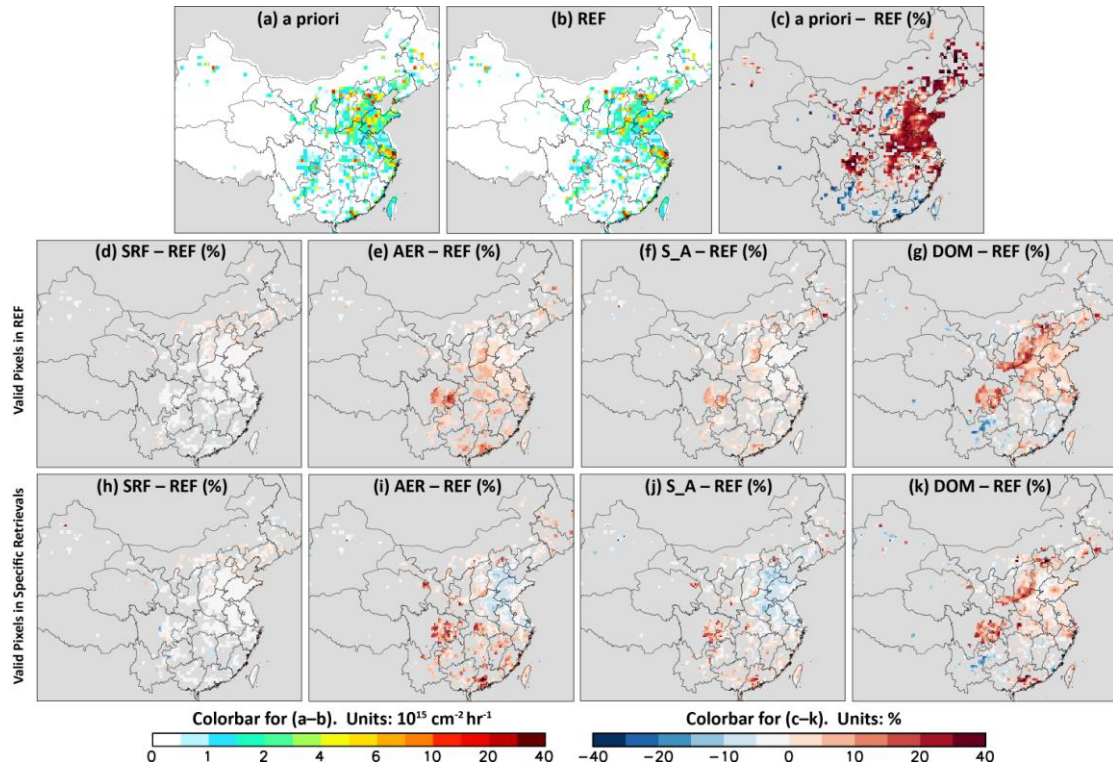 (a) a priori
(b) REF
(c) a priori – REF (%)
Valid Pixels in REF
(d) SRF – REF (%)
(e) AER – REF (%)
(f) S_A – REF (%)
(g) DOM – REF (%)
Valid Pixels in Specific Retrievals
(h) SRF – REF (%)
(i) AER – REF (%)
(j) S_A – REF (%)
(k) DOM – REF (%)
Colorbar for (a–b). Units: 10¹⁵ cm⁻² hr⁻¹
0 1 2 4 6 10 20 40
Colorbar for (c–k). Units: %
−40 −20 −10 0 10 20 40